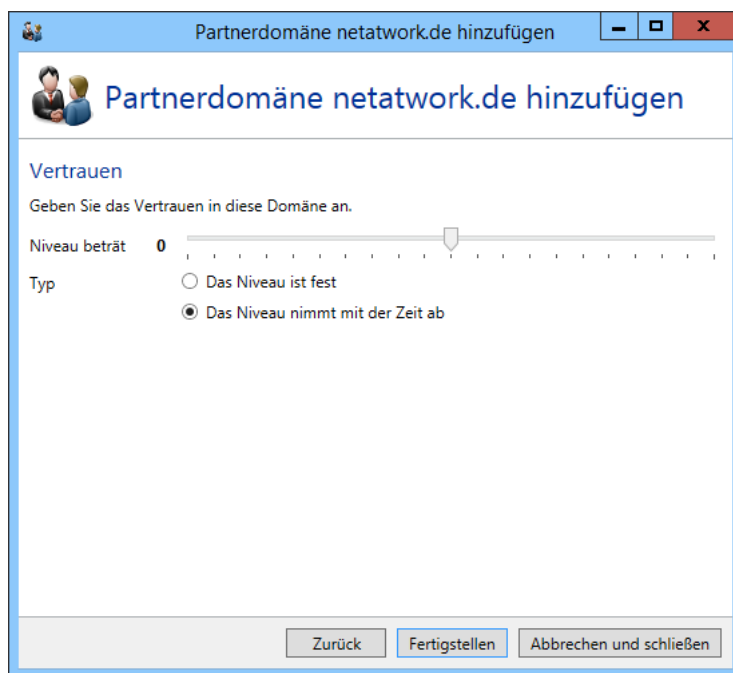 Partnerdomäne netatwork.de hinzufügen
Partnerdomäne netatwork.de hinzufügen
Vertrauen
Geben Sie das Vertrauen in diese Domäne an.
Niveau beträt 0
Typ Das Niveau ist fest
Das Niveau nimmt mit der Zeit ab
Zurück Fertigstellen Abbrechen und schließen